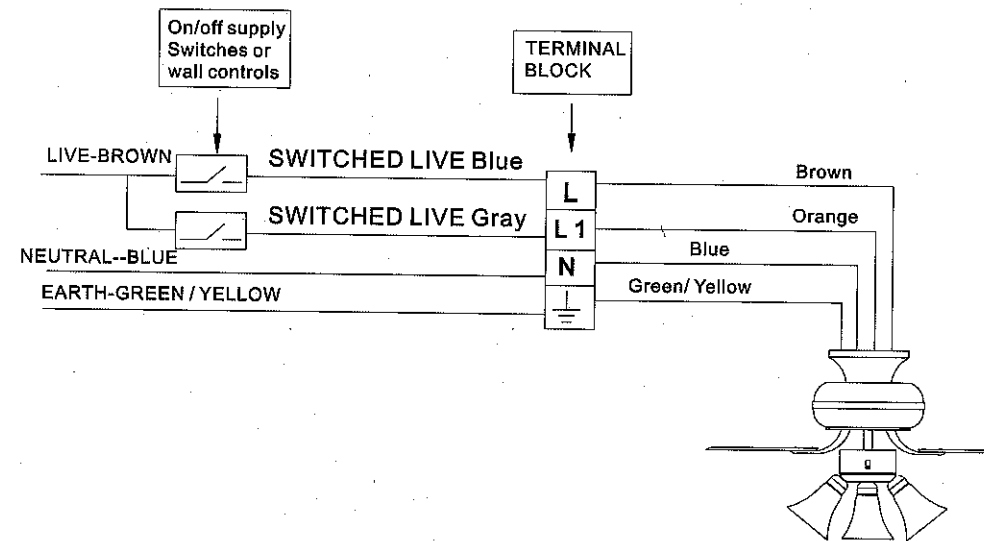 On/off supply
Switches or
wall controls
TERMINAL
BLOCK
LIVE-BROWN
SWITCHED LIVE Blue
L
Brown
SWITCHED LIVE Gray
L 1
Orange
NEUTRAL--BLUE
N
Blue
EARTH-GREEN / YELLOW
Green/ Yellow